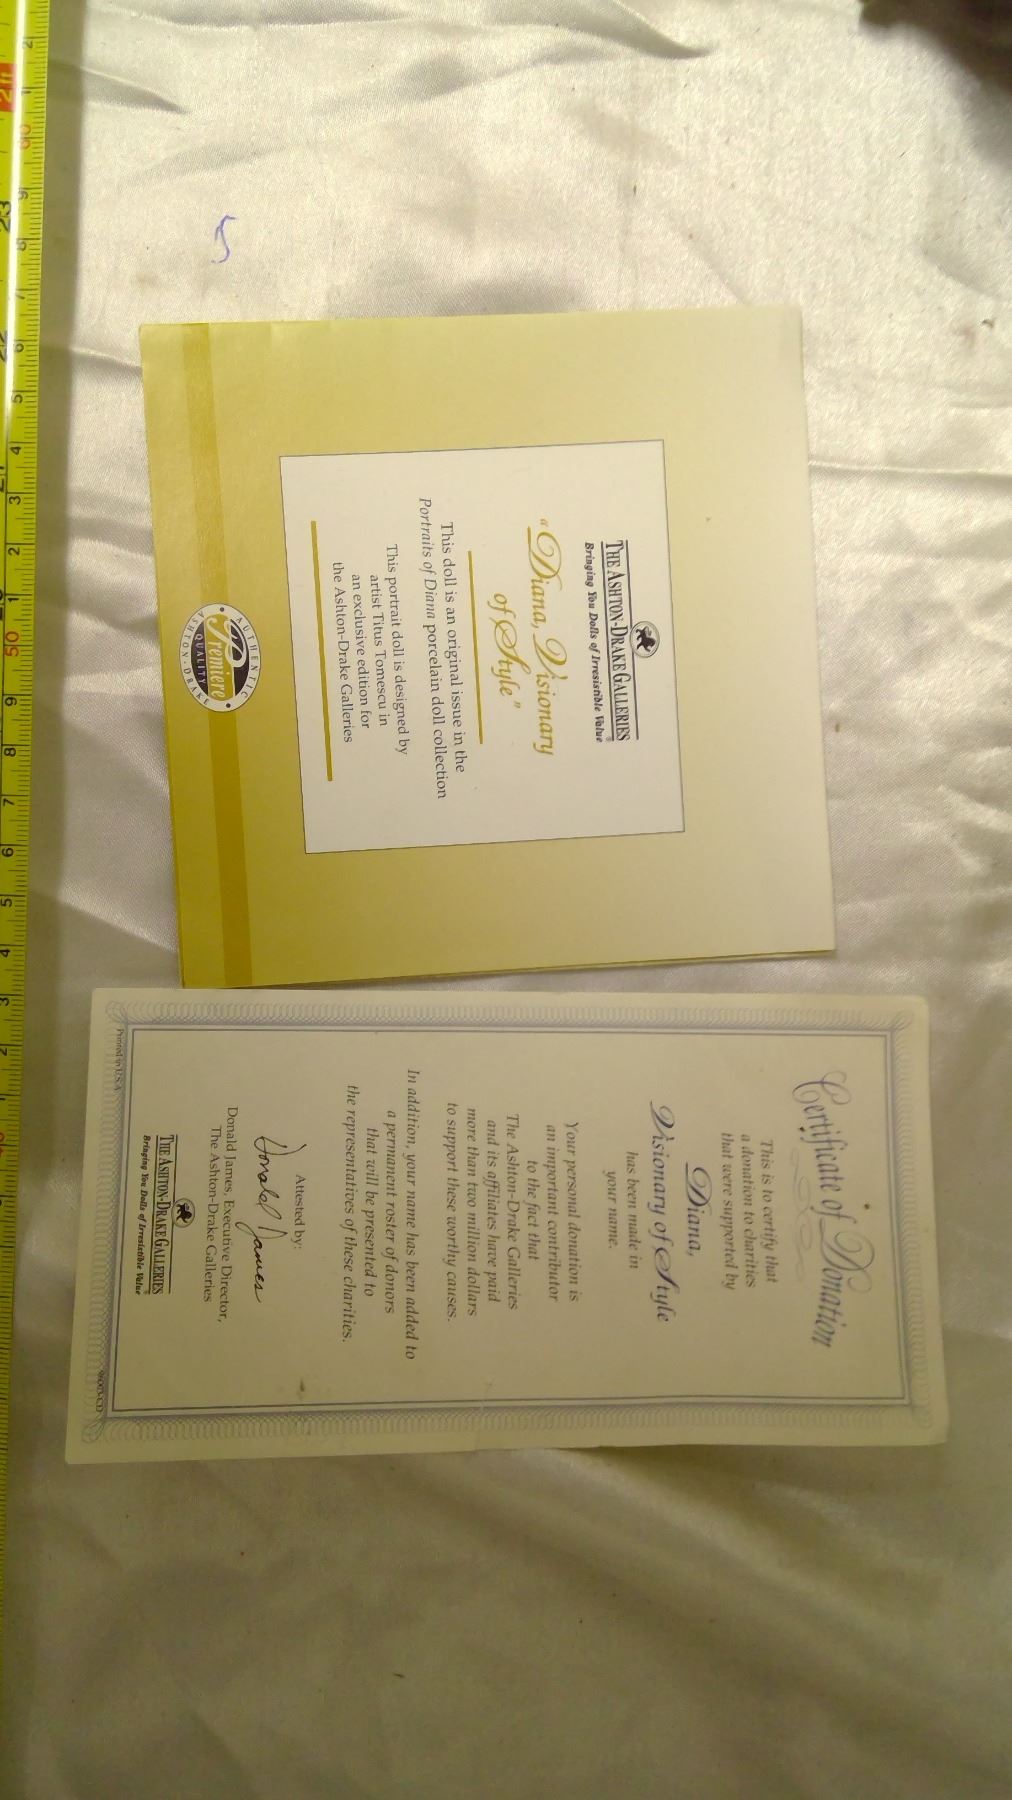 THE ASHTON-DRAKE GALLERIES
Bringing You Dolls of Irresistible Value
"Diana, Visionary
of Style"
This doll is an original issue in the
Portraits of Diana porcelain doll collection
This portrait doll is designed by
artist Titus Tomescu in
an exclusive edition for
the Ashton-Drake Galleries
AUTHENTIC
Premiere
QUALITY
ASHTON-DRAKE
Certificate of Donation
This is to certify that
a donation to charities
that were supported by
Diana,
Visionary of Style
has been made in
your name.
Your personal donation is
an important contributor
to the fact that
The Ashton-Drake Galleries
and its affiliates have paid
more than two million dollars
to support these worthy causes.
In addition, your name has been added to
a permanent roster of donors
that will be presented to
the representatives of these charities.
Attested by:
Donald James
Donald Janes, Executive Director,
The Ashton-Drake Galleries
THE ASHTON-DRAKE GALLERIES
Bringing You Dolls of Irresistible Value
Printed in U.S.A.